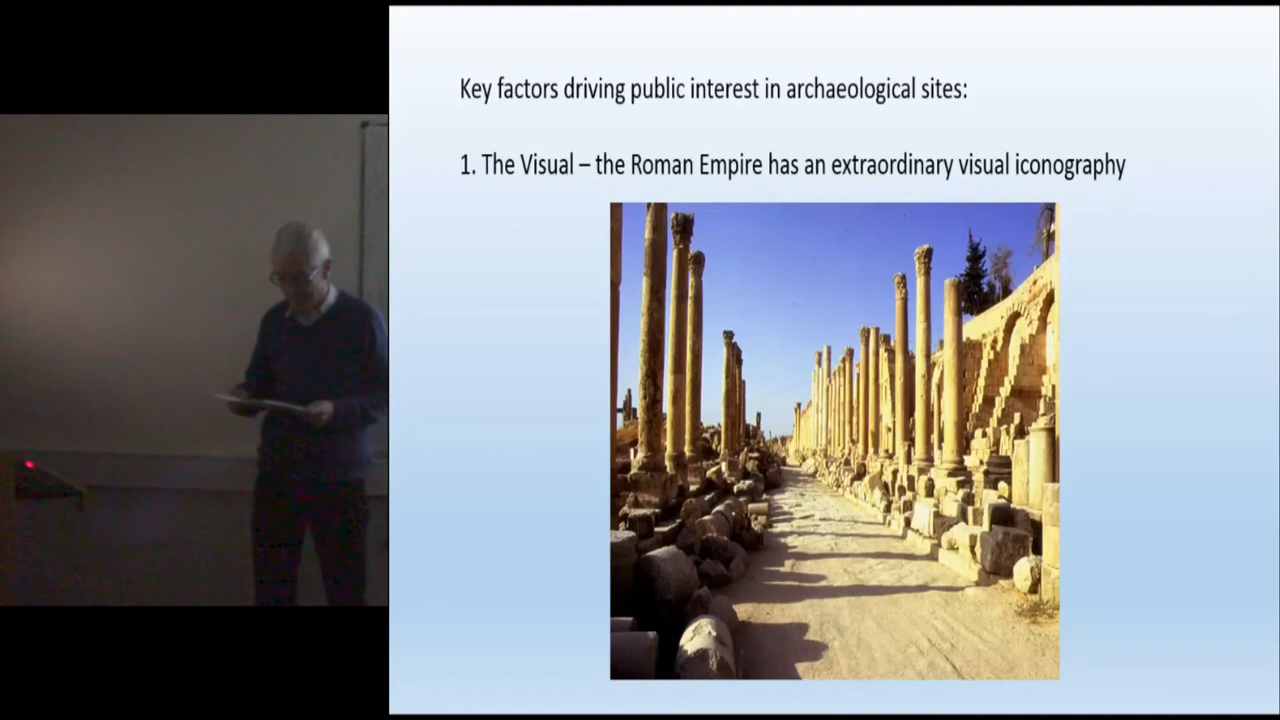 Key factors driving public interest in archaeological sites:
1. The Visual – the Roman Empire has an extraordinary visual iconography